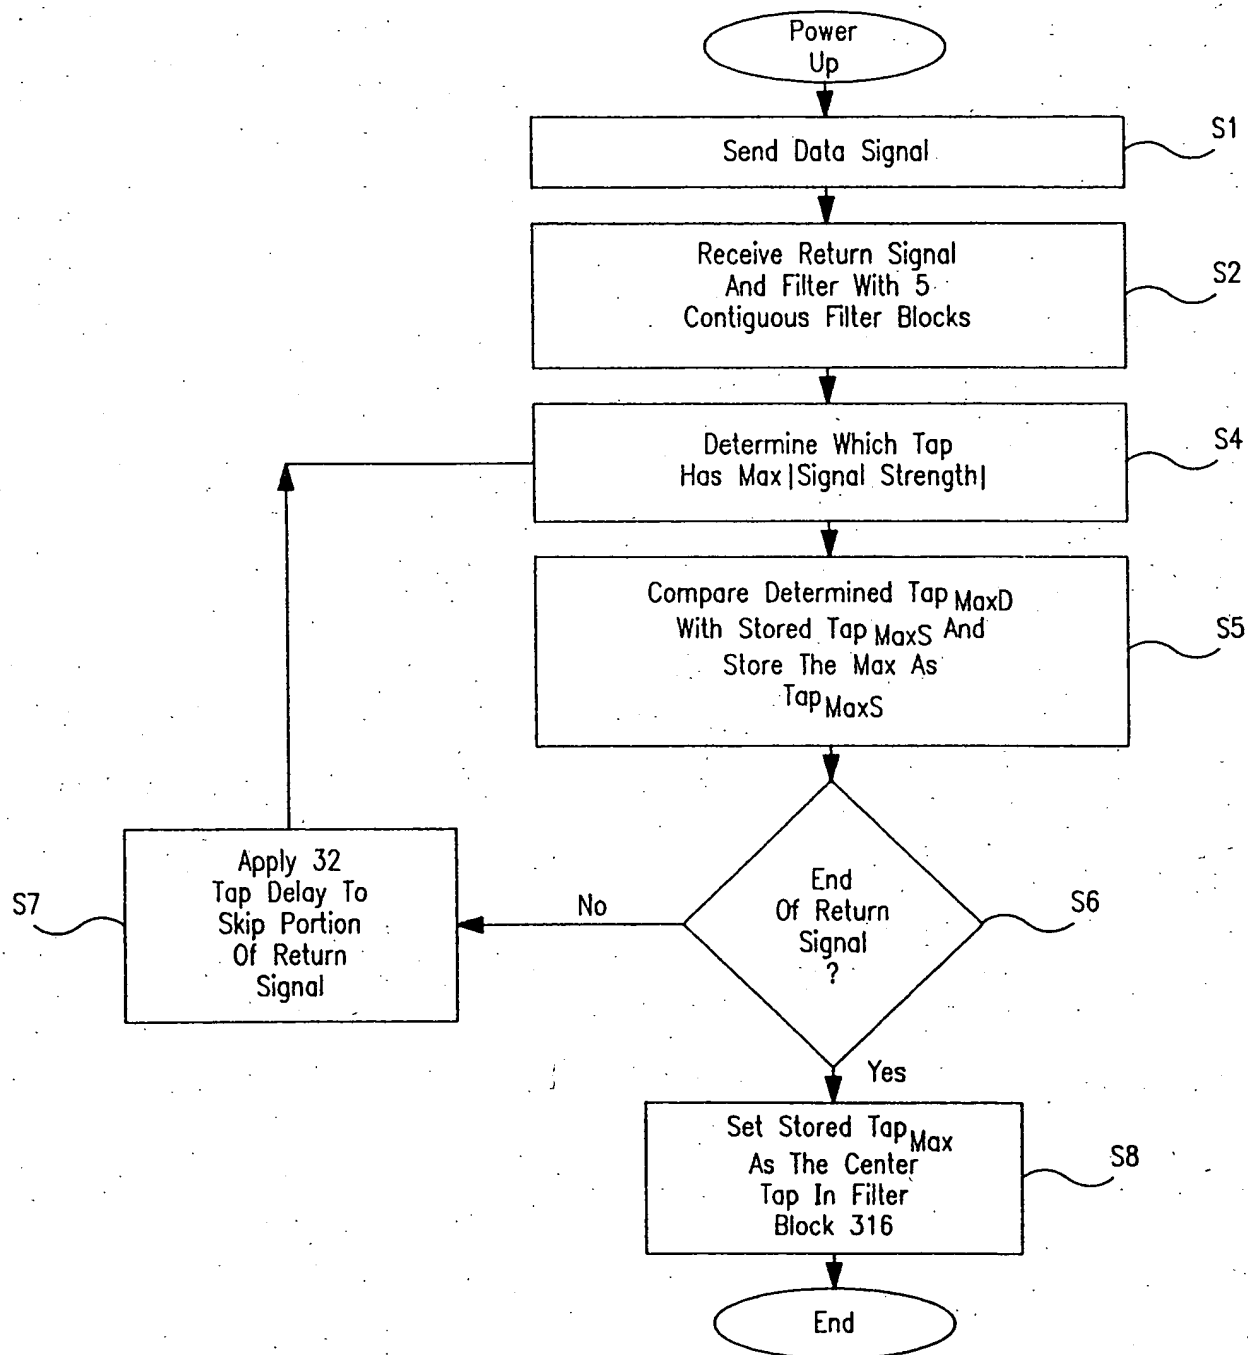 Power
Up
Send Data Signal
S1
Receive Return Signal
And Filter With 5
Contiguous Filter Blocks
S2
Determine Which Tap
Has Max|Signal Strength|
S4
Compare Determined Tap MaxD
With Stored Tap MaxS And
Store The Max As
Tap MaxS
S5
End
Of Return
Signal
?
S6
No
Apply 32
Tap Delay To
Skip Portion
Of Return
Signal
S7
Yes
Set Stored Tap Max
As The Center
Tap In Filter
Block 316
S8
End